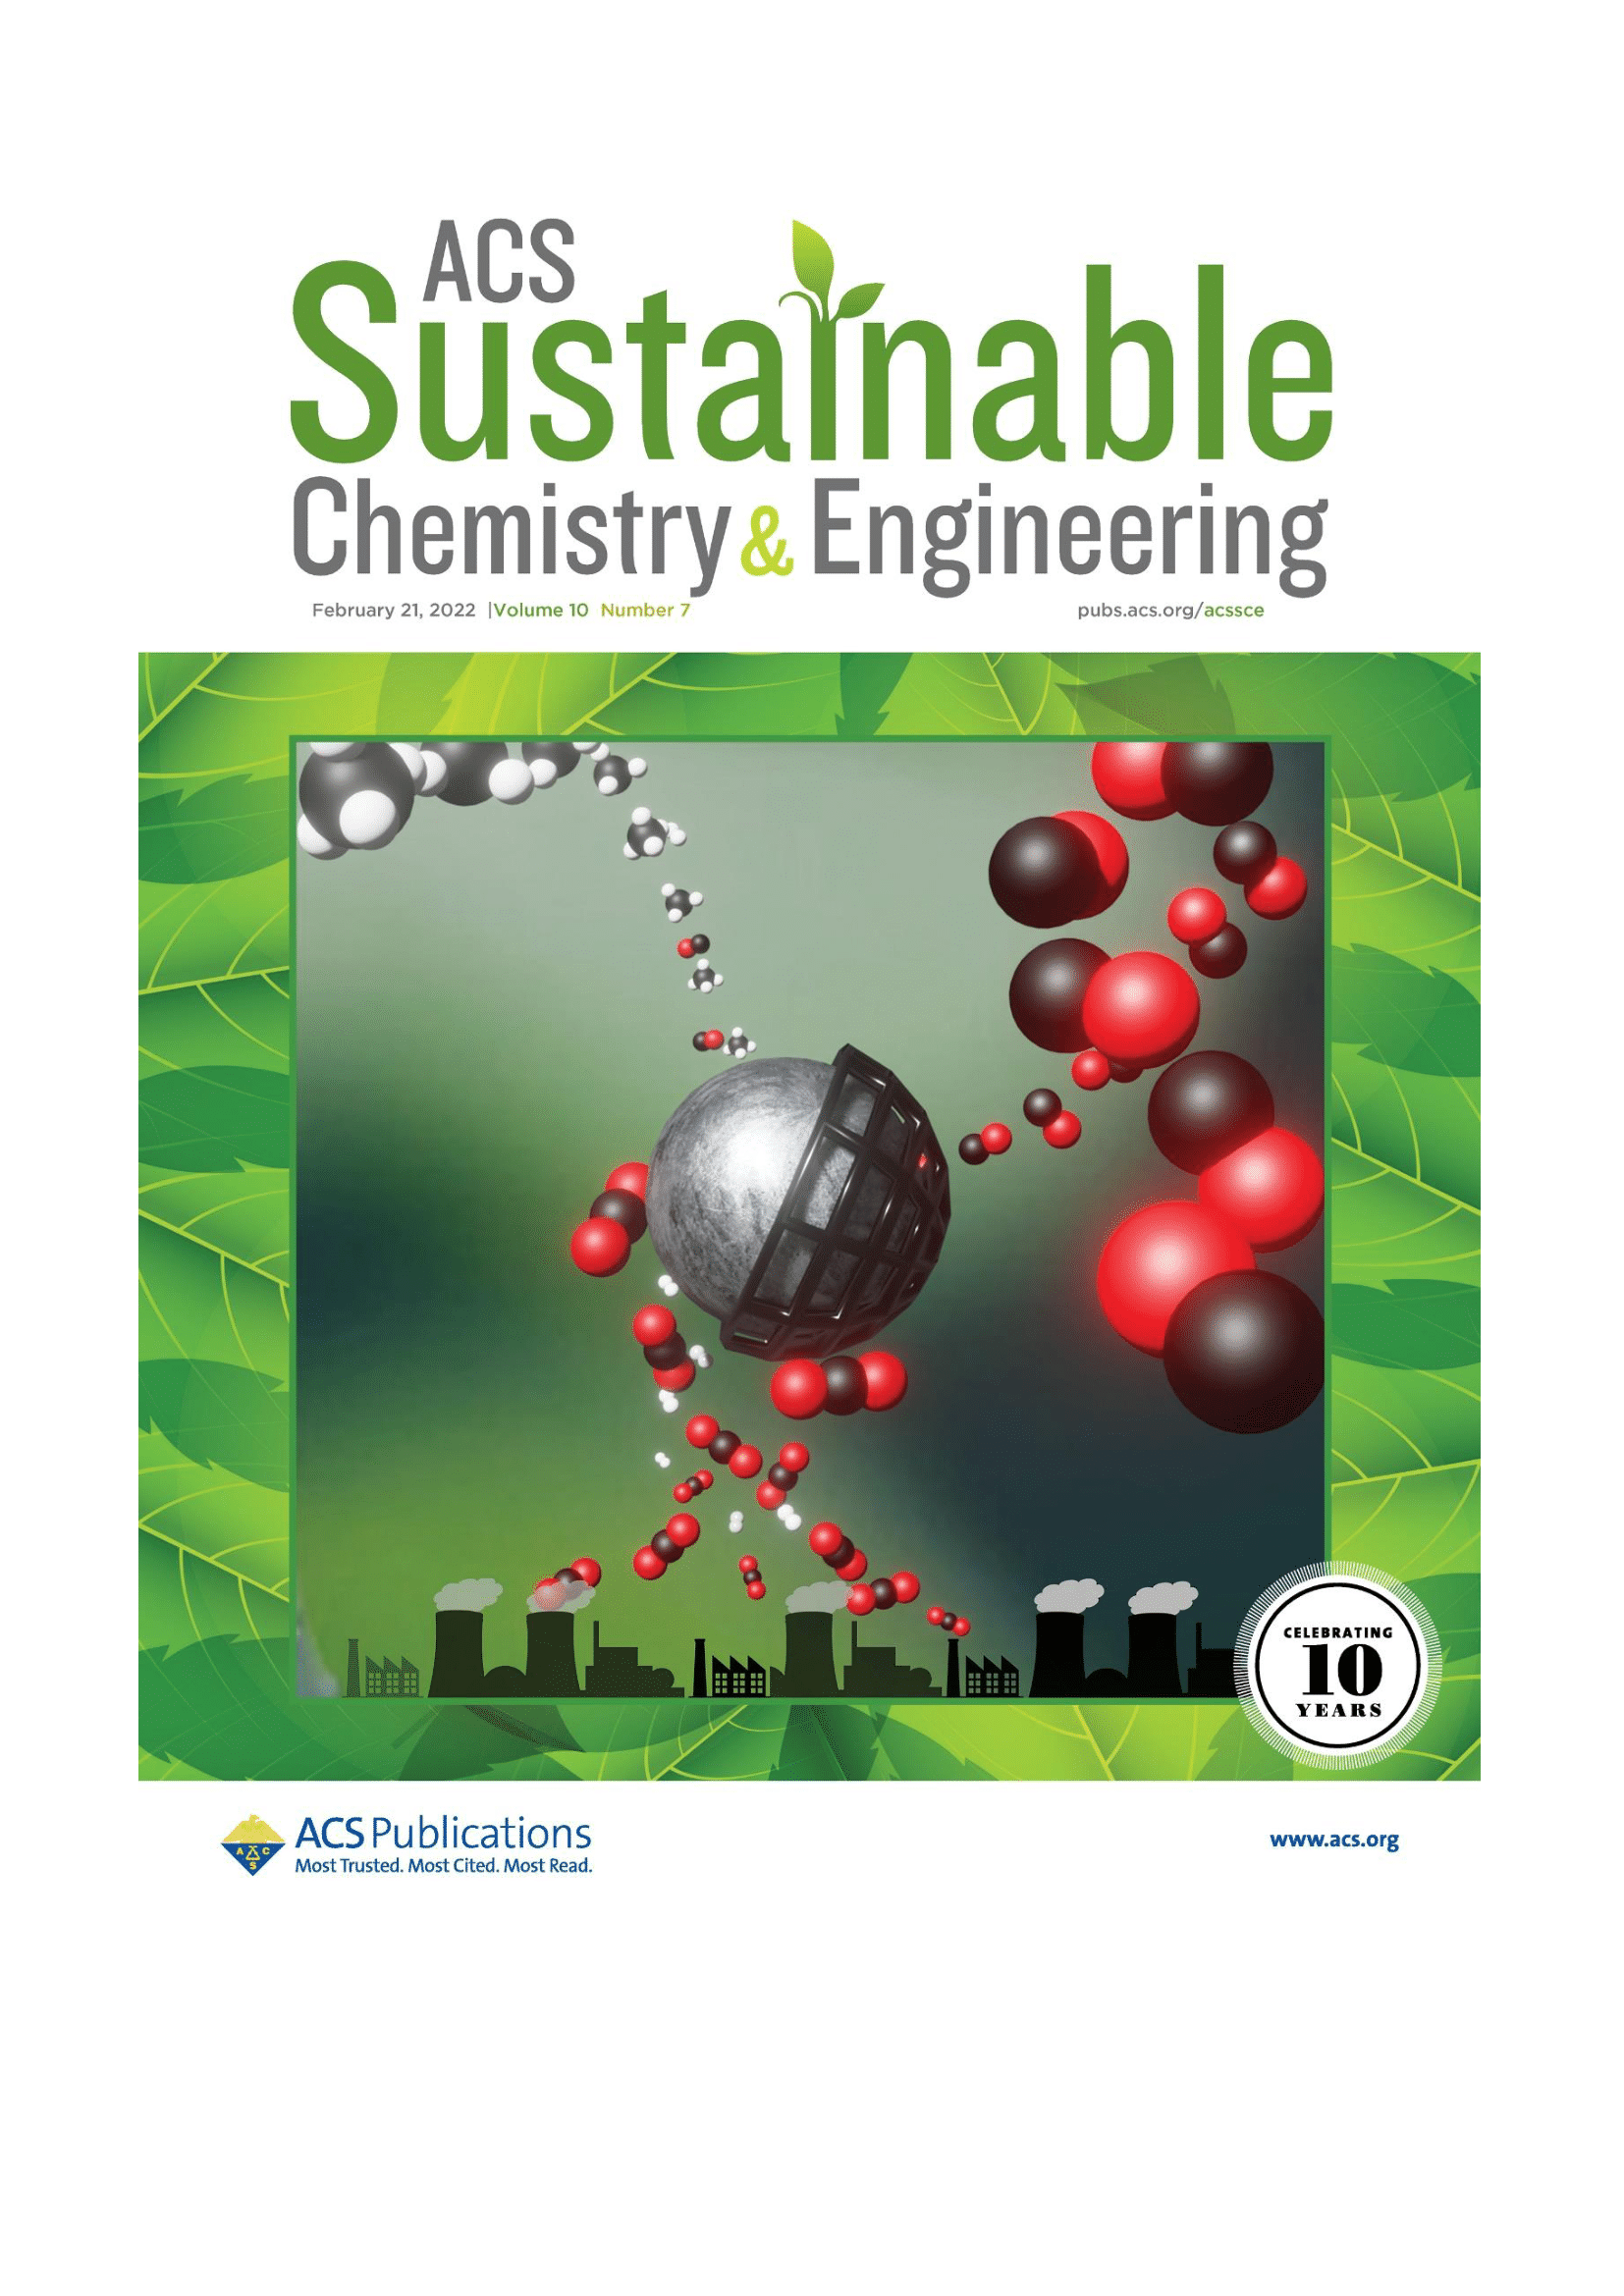 ACS
Sustainable
Chemistry & Engineering
February 21, 2022 | Volume 10 Number 7
pubs.acs.org/acssce
CELEBRATING
10
YEARS
A C
S
ACS Publications
Most Trusted. Most Cited. Most Read.
www.acs.org